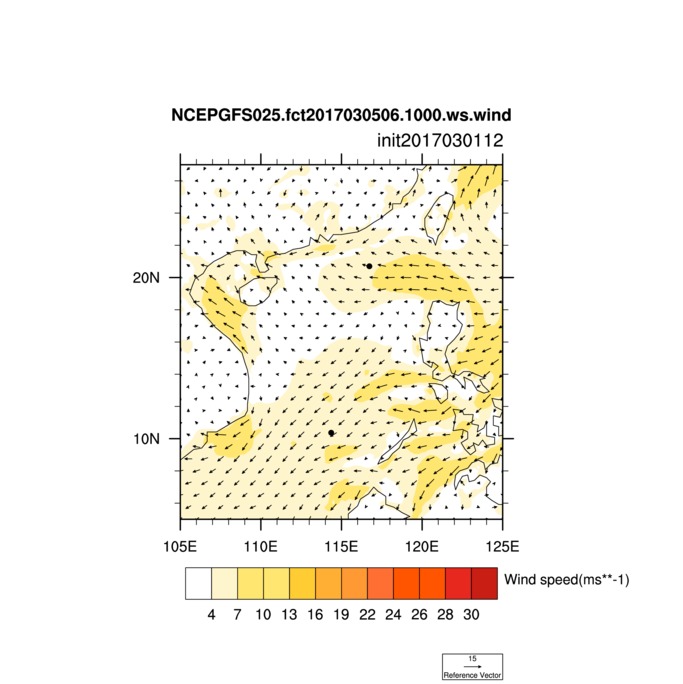 NCEPGFS025.fct2017030506.1000.ws.wind
init2017030112
20N
10N
105E 110E 115E 120E 125E
Wind speed(ms**-1)
4 7 10 13 16 19 22 24 26 28 30
15
Reference Vector